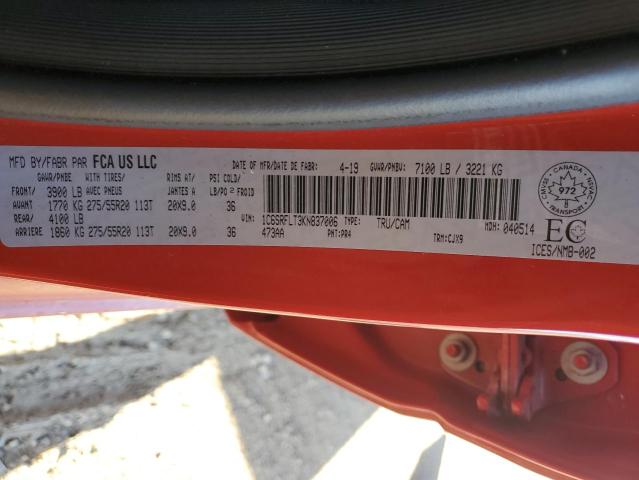 MFD BY/FABR PAR FCA US LLC DATE OF MFR/DATE DE FABR: 4-19 GVWR/PNBV: 7100 LB / 3221 KG
GAWR/PNBE WITH TIRES/ RIMS AT/ PSI COLD/
FRONT/ 3900 LB AVEC PNEUS JANTES A LB/PO 2 FROID
AVANT 1770 KG 275/55R20 113T 20X9.0 36
REAR/ 4100 LB
ARRIERE 1860 KG 275/55R20 113T 20X9.0 36
VIN: 1C6SRFLT3KN837006 TYPE: TRU/CAM MDH: 040514
473AA PNT: PR4 TRM: CJX9
CANADA
CMVSS NSVAC
972
8
EC
ICES/NMB-002